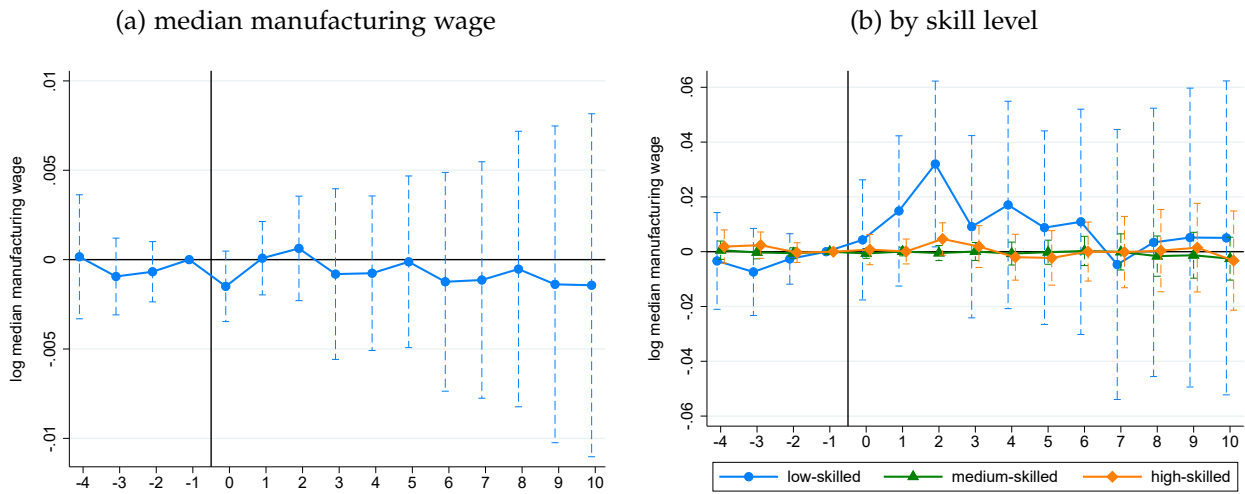 (a) median manufacturing wage
log median manufacturing wage
.01
.005
0
-.005
-.01
-4 -3 -2 -1 0 1 2 3 4 5 6 7 8 9 10
(b) by skill level
log median manufacturing wage
.06
.04
.02
0
-.02
-.04
-.06
-4 -3 -2 -1 0 1 2 3 4 5 6 7 8 9 10
low-skilled medium-skilled high-skilled